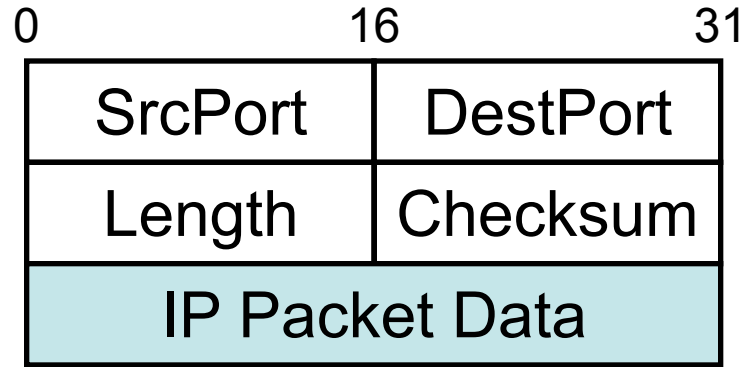 0 16 31
SrcPort DestPort
Length Checksum
IP Packet Data